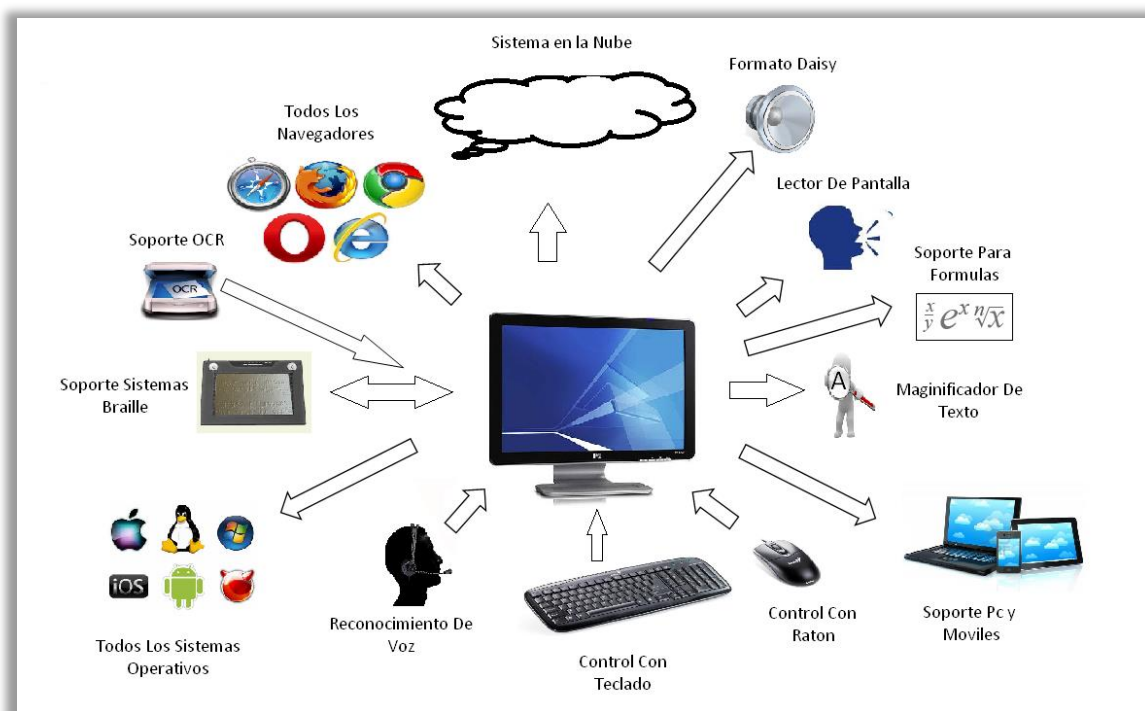 Sistema en la Nube
Formato Daisy
Todos Los
Navegadores
Lector De Pantalla
Soporte OCR
OCR
Soporte Para
Formulas
x/y e^x n√x
Soporte Sistemas
Braille
A
Maginificador De
Texto
iOS
Todos Los Sistemas
Operativos
Reconocimiento De
Voz
Control Con
Teclado
Control Con
Raton
Soporte Pc y
Moviles